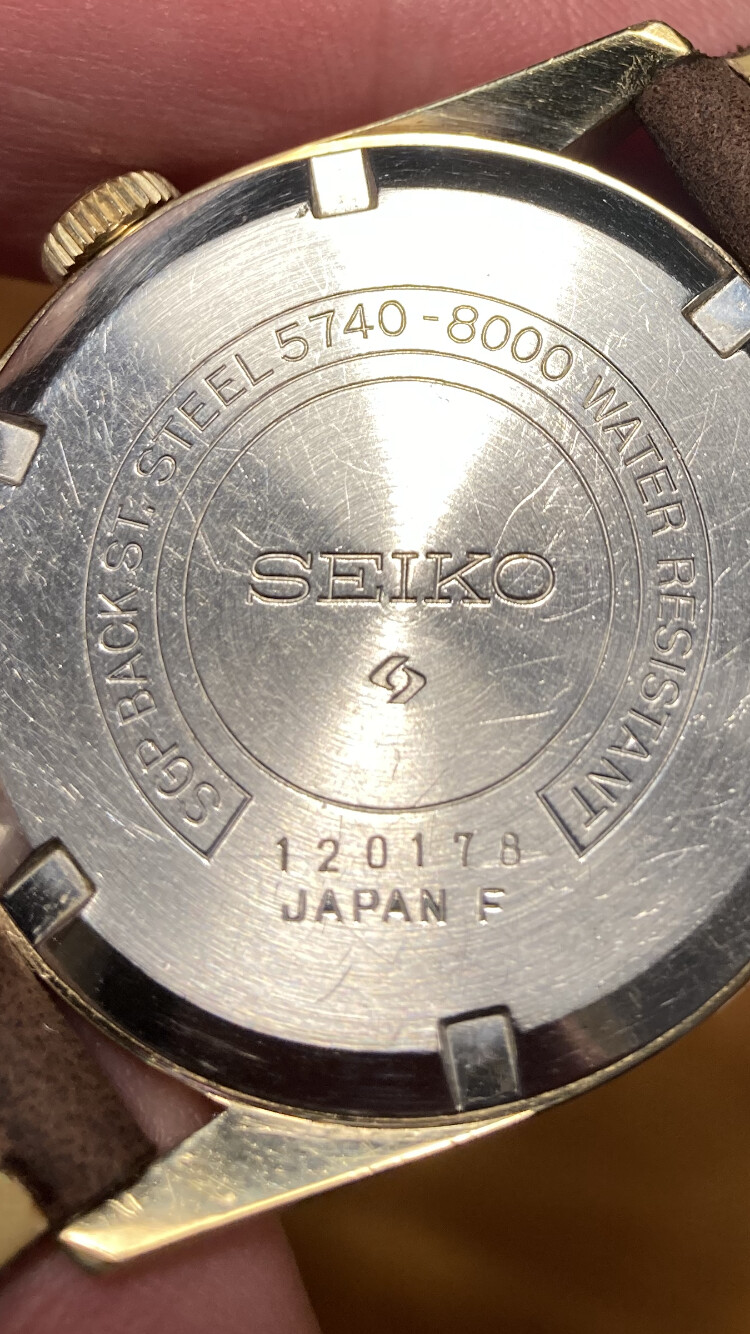 SGP-BACK ST. STEEL 5740-8000 WATER RESISTANT
SEIKO
120178
JAPAN F